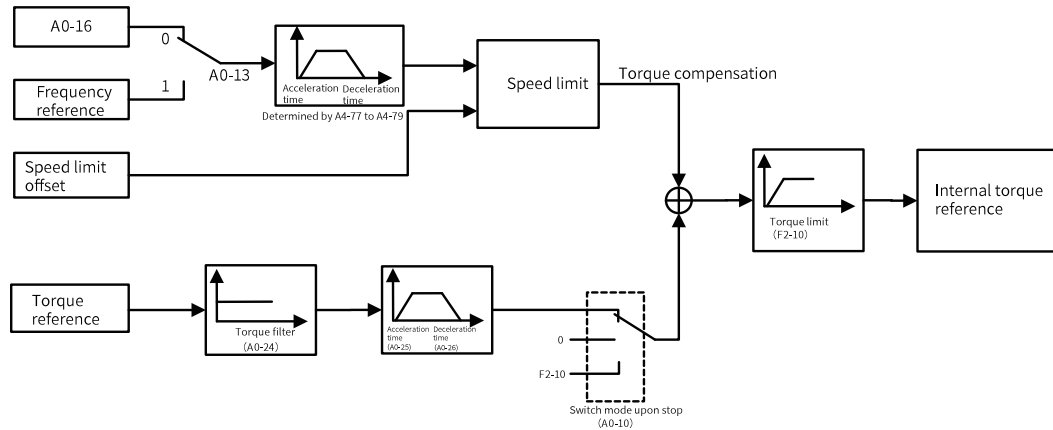 A0-16
0
A0-13
1
Frequency
reference
Acceleration
time
Deceleration
time
Determined by A4-77 to A4-79
Speed limit
Torque compensation
Speed limit
offset
Torque limit
(F2-10)
Internal torque
reference
Torque
reference
Torque filter
(A0-24)
Acceleration
time
(A0-25)
Deceleration
time
(A0-26)
0
F2-10
Switch mode upon stop
(A0-10)